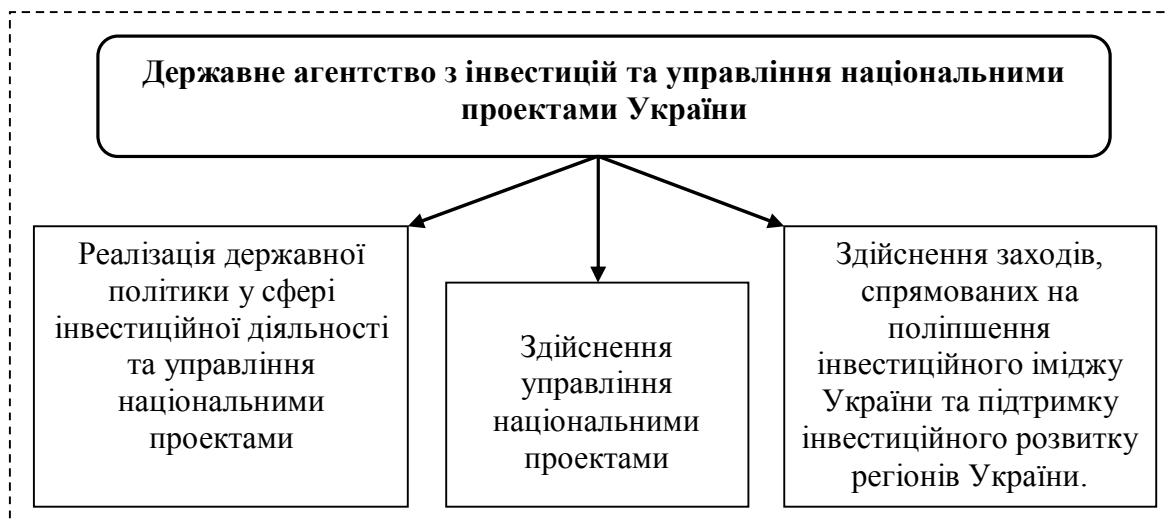 Державне агентство з інвестицій та управління національними
проектами України
Реалізація державної
політики у сфері
інвестиційної діяльності
та управління
національними
проектами
Здійснення
управління
національними
проектами
Здійснення заходів,
спрямованих на
поліпшення
інвестиційного іміджу
України та підтримку
інвестиційного розвитку
регіонів України.